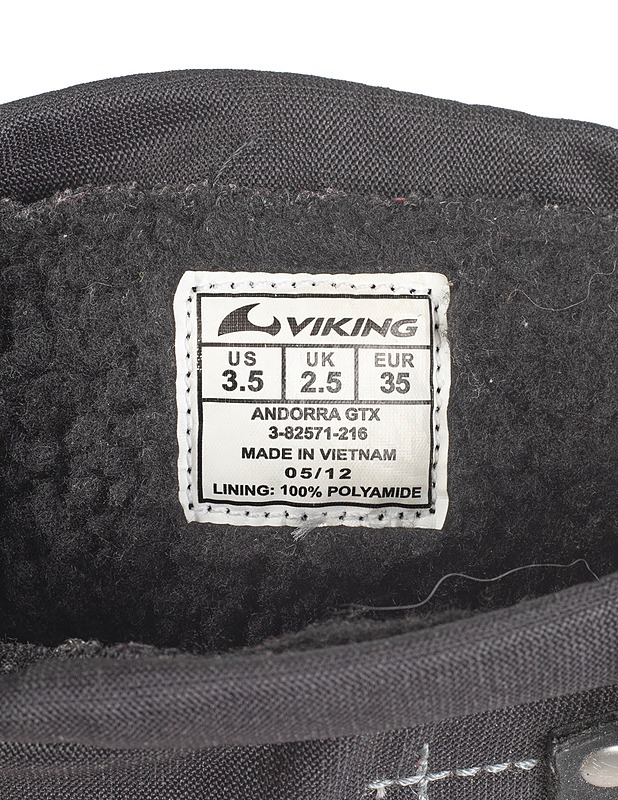 VIKING
US UK EUR
3.5 2.5 35
ANDORRA GTX
3-82571-216
MADE IN VIETNAM
05/12
LINING: 100% POLYAMIDE